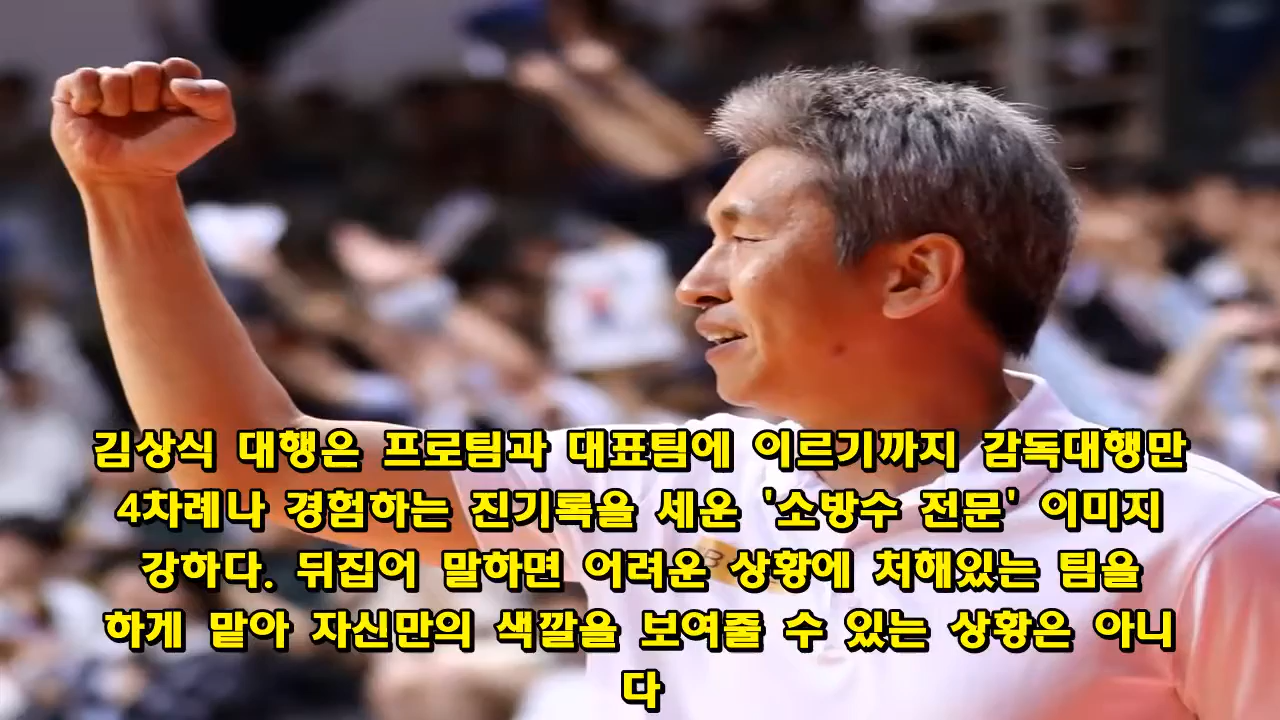 김상식 대행은 프로팀과 대표팀에 이르기까지 감독대행만
4차례나 경험하는 진기록을 세운 '소방수 전문' 이미지
강하다. 뒤집어 말하면 어려운 상황에 처해있는 팀을
하게 맡아 자신만의 색깔을 보여줄 수 있는 상황은 아니
다